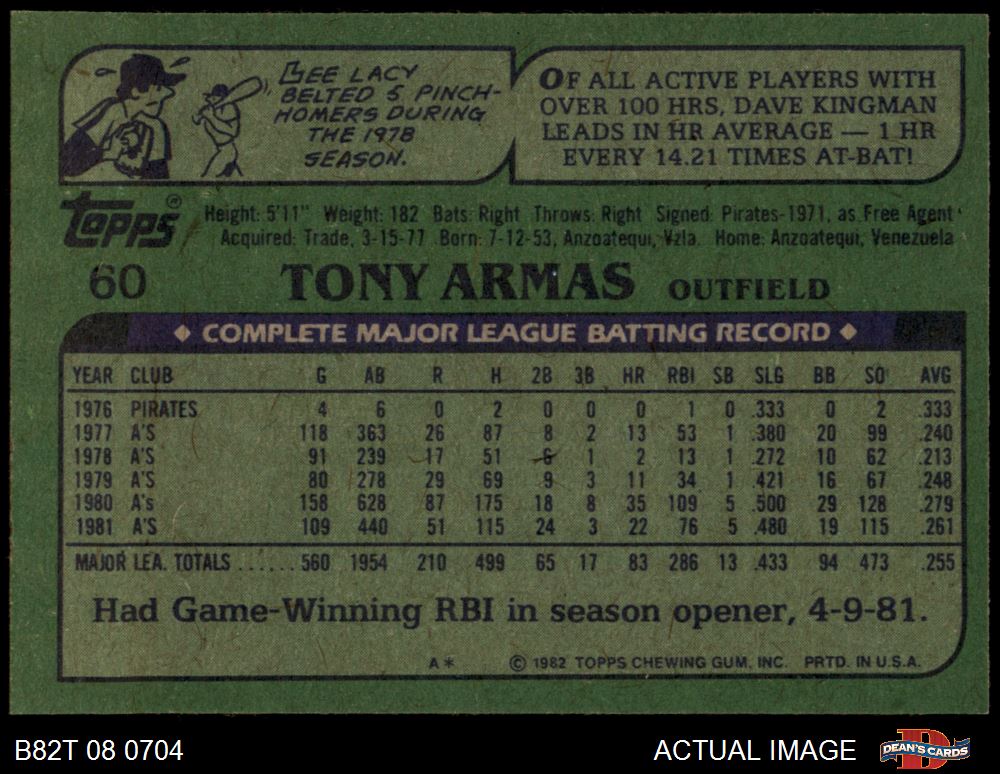 LEE LACY
BELTED 5 PINCH-
HOMERS DURING
THE 1978
SEASON.
OF ALL ACTIVE PLAYERS WITH
OVER 100 HRS, DAVE KINGMAN
LEADS IN HR AVERAGE — 1 HR
EVERY 14.21 TIMES AT-BAT!
topps®
Height: 5'11" Weight: 182 Bats: Right Throws: Right Signed: Pirates-1971, as Free Agent
Acquired: Trade, 3-15-77 Born: 7-12-53, Anzoatequi, Vzla. Home: Anzoatequi, Venezuela
60 TONY ARMAS OUTFIELD
◆ COMPLETE MAJOR LEAGUE BATTING RECORD ◆
YEAR CLUB G AB R H 2B 3B HR RBI SB SLG BB SO AVG
1976 PIRATES 4 6 0 2 0 0 0 1 0 .333 0 2 .333
1977 A'S 118 363 26 87 8 2 13 53 1 .380 20 99 .240
1978 A'S 91 239 17 51 6 1 2 13 1 .272 10 62 .213
1979 A'S 80 278 29 69 9 3 11 34 1 .421 16 67 .248
1980 A's 158 628 87 175 18 8 35 109 5 .500 29 128 .279
1981 A'S 109 440 51 115 24 3 22 76 5 .480 19 115 .261
MAJOR LEA. TOTALS ...... 560 1954 210 499 65 17 83 286 13 .433 94 473 .255
Had Game-Winning RBI in season opener, 4-9-81.
A* © 1982 TOPPS CHEWING GUM, INC. PRTD. IN U.S.A.
B82T 08 0704 ACTUAL IMAGE DEAN'S CARDS